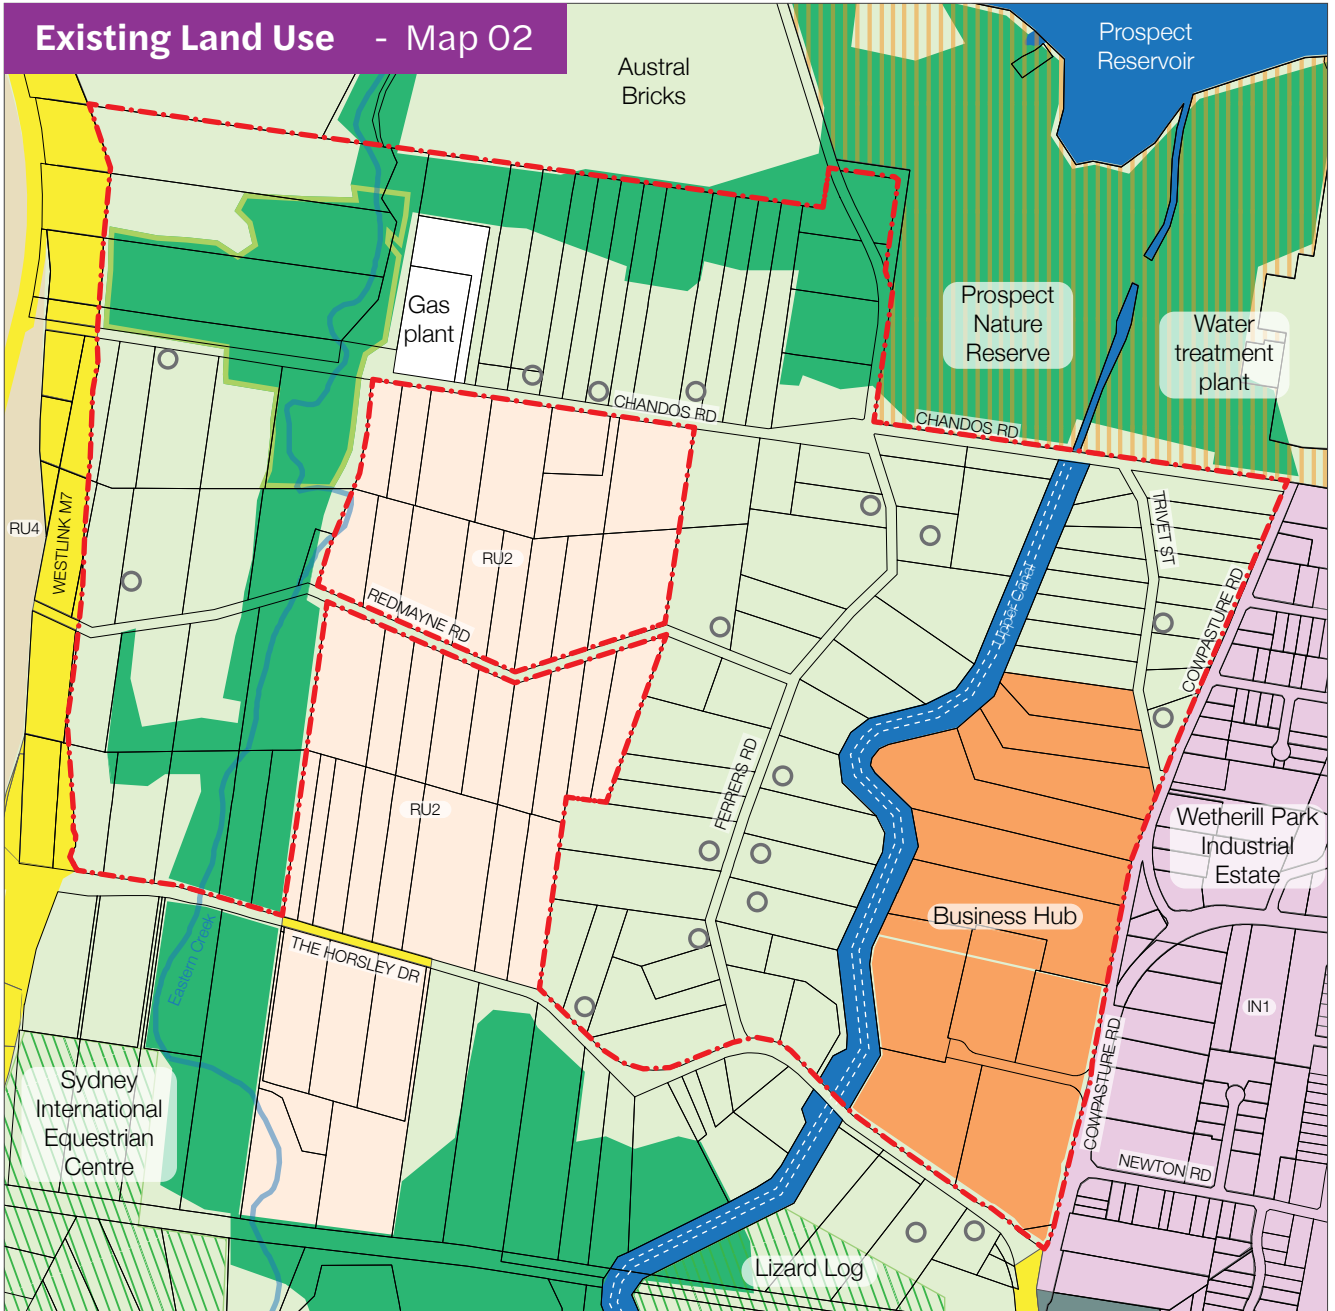 Existing Land Use - Map 02
Prospect
Reservoir
Austral
Bricks
Gas
plant
Prospect
Nature
Reserve
Water
treatment
plant
CHANDOS RD
CHANDOS RD
TRIVET ST
RU4
WESTLINK M7
RU2
REDMAYNE RD
Upper Canal
COWPASTURE RD
FERRERS RD
RU2
Wetherill Park
Industrial
Estate
Business Hub
THE HORSLEY DR
Eastern Creek
IN1
COWPASTURE RD
Sydney
International
Equestrian
Centre
NEWTON RD
Lizard Log